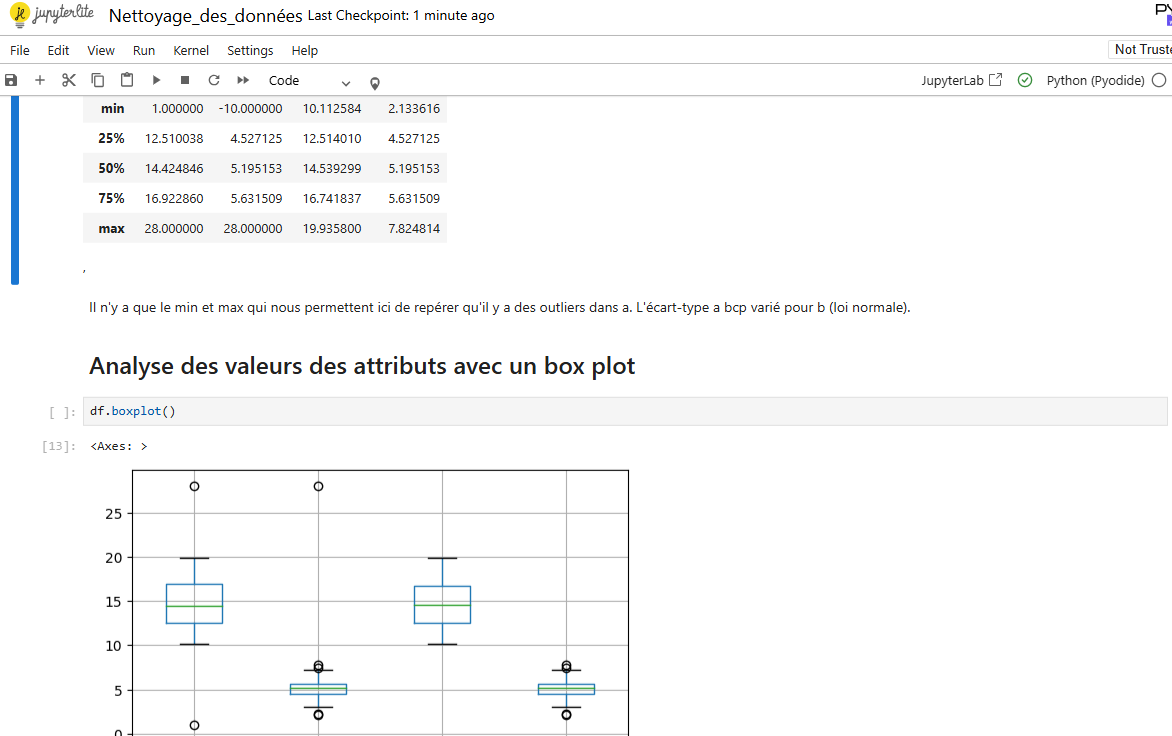 jupyterlite Nettoyage_des_données Last Checkpoint: 1 minute ago
File Edit View Run Kernel Settings Help
Not Truste
Code
JupyterLab
Python (Pyodide)
min 1.000000 -10.000000 10.112584 2.133616
25% 12.510038 4.527125 12.514010 4.527125
50% 14.424846 5.195153 14.539299 5.195153
75% 16.922860 5.631509 16.741837 5.631509
max 28.000000 28.000000 19.935800 7.824814
,
Il n'y a que le min et max qui nous permettent ici de repérer qu'il y a des outliers dans a. L'écart-type a bcp varié pour b (loi normale).
Analyse des valeurs des attributs avec un box plot
[ ]: df.boxplot()
[13]: <Axes: >
25
20
15
10
5
0